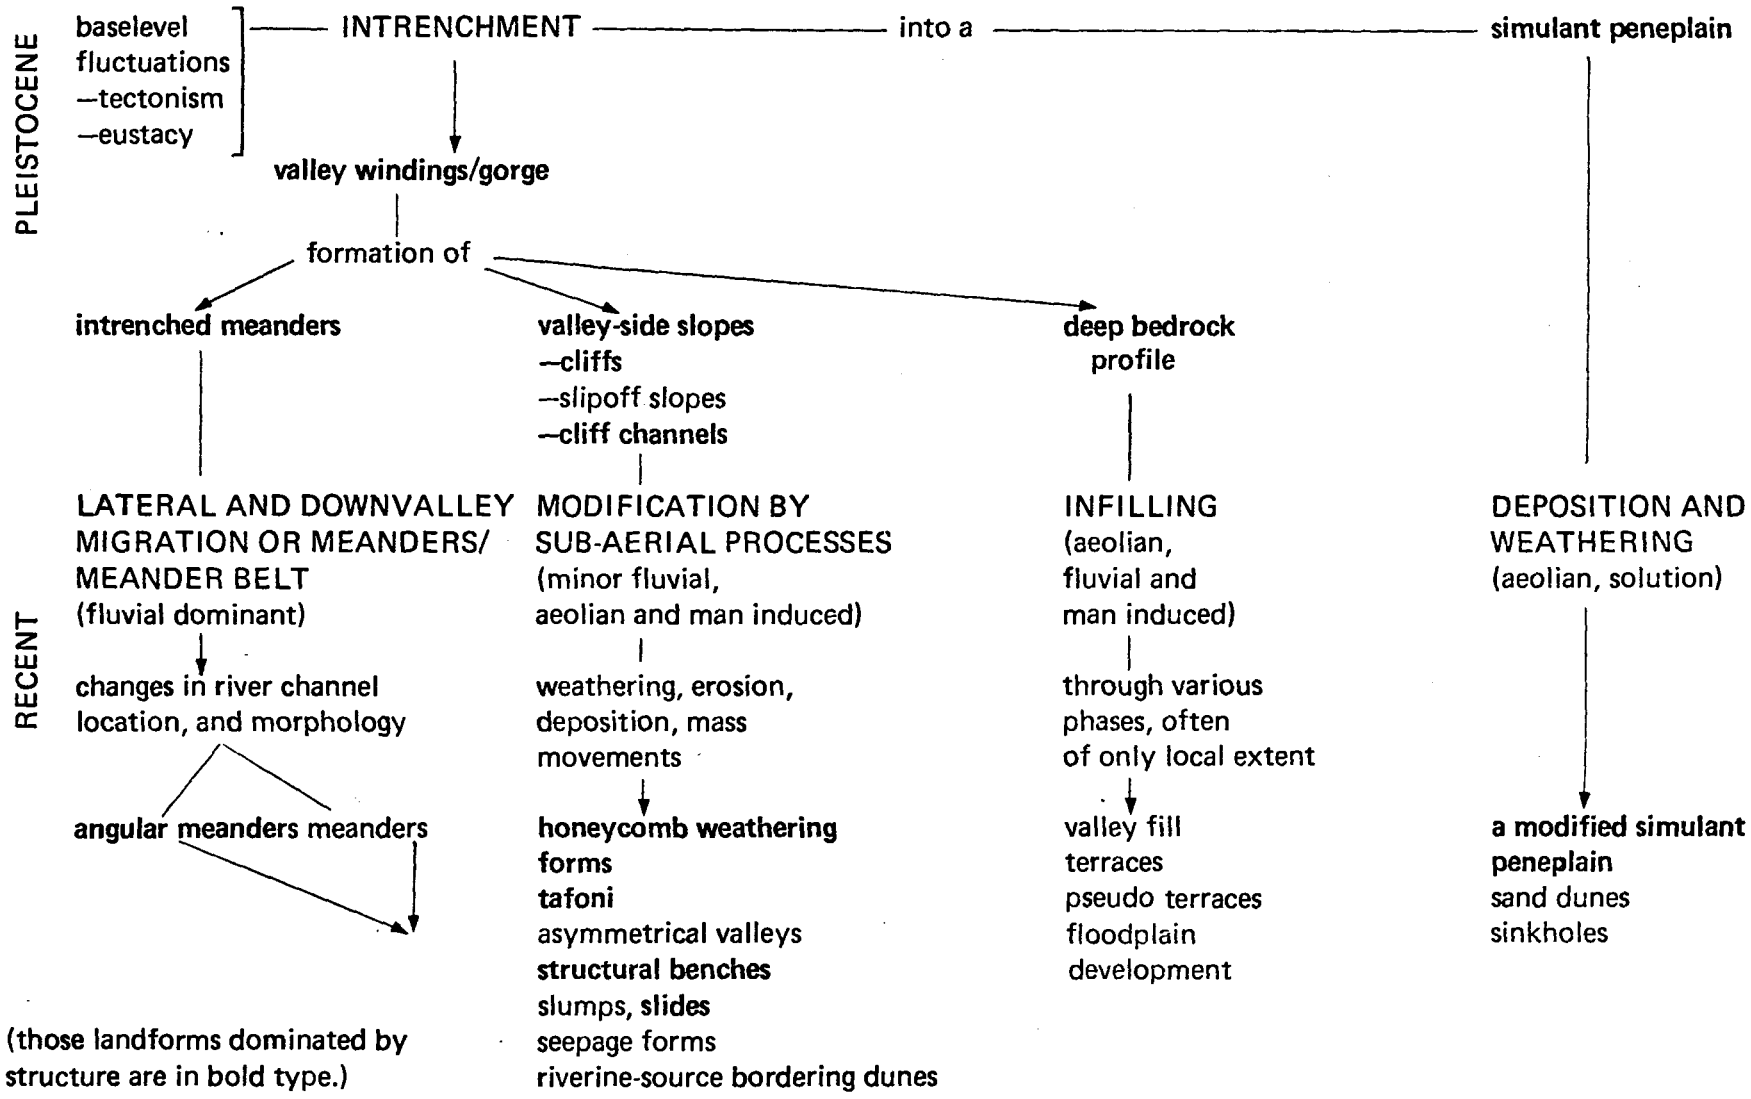 PLEISTOCENE
baselevel
fluctuations
—tectonism
—eustacy
INTRENCHMENT into a simulant peneplain
valley windings/gorge
formation of
intrenched meanders
valley-side slopes
—cliffs
—slipoff slopes
—cliff channels
deep bedrock
profile
RECENT
LATERAL AND DOWNVALLEY
MIGRATION OR MEANDERS/
MEANDER BELT
(fluvial dominant)
changes in river channel
location, and morphology
angular meanders meanders
MODIFICATION BY
SUB-AERIAL PROCESSES
(minor fluvial,
aeolian and man induced)
weathering, erosion,
deposition, mass
movements
honeycomb weathering
forms
tafoni
asymmetrical valleys
structural benches
slumps, slides
seepage forms
riverine-source bordering dunes
INFILLING
(aeolian,
fluvial and
man induced)
through various
phases, often
of only local extent
valley fill
terraces
pseudo terraces
floodplain
development
DEPOSITION AND
WEATHERING
(aeolian, solution)
a modified simulant
peneplain
sand dunes
sinkholes
(those landforms dominated by
structure are in bold type.)